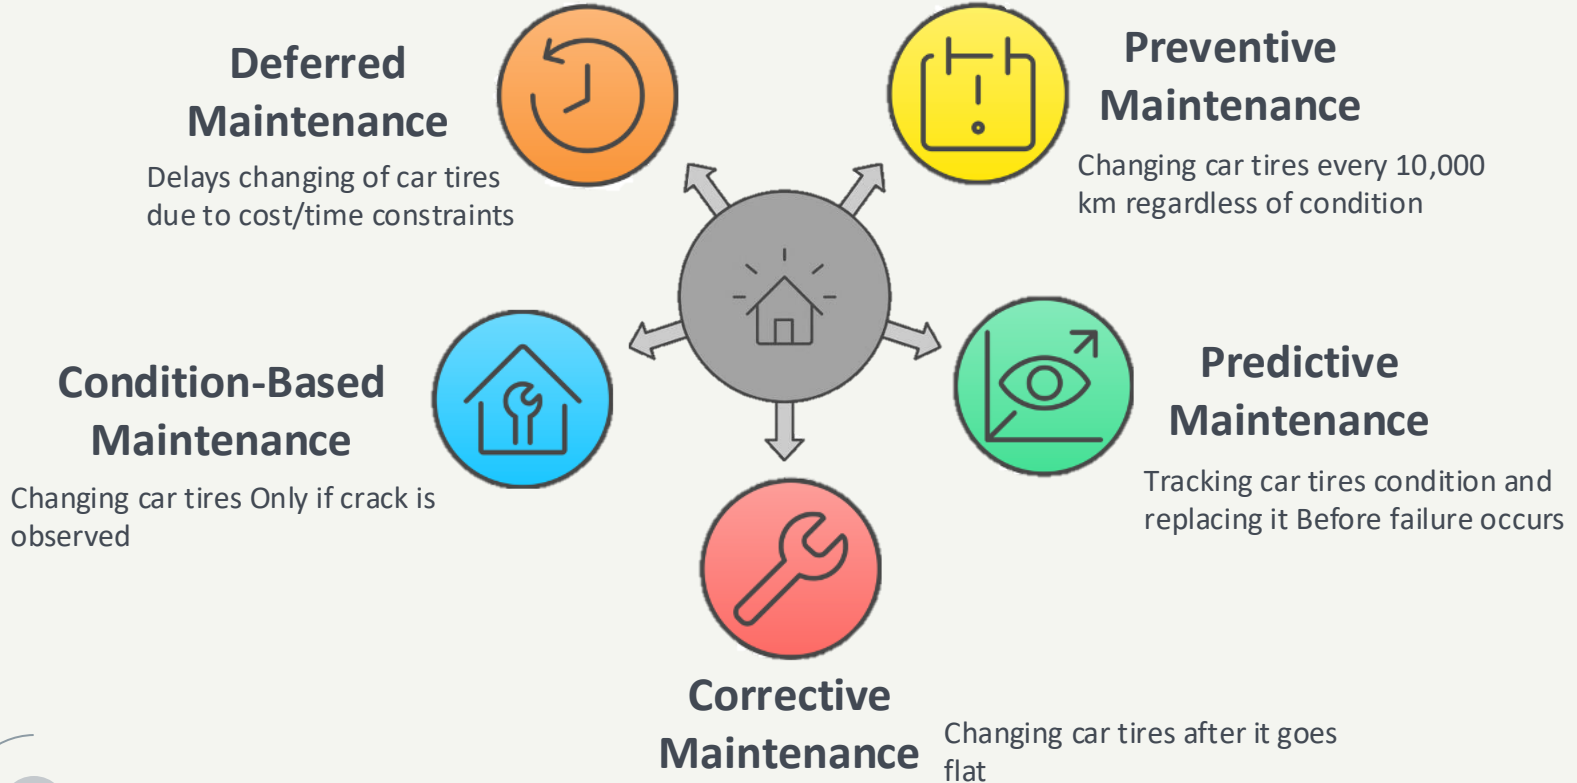 Deferred
Maintenance
Delays changing of car tires
due to cost/time constraints
Preventive
Maintenance
Changing car tires every 10,000
km regardless of condition
Condition-Based
Maintenance
Changing car tires Only if crack is
observed
Predictive
Maintenance
Tracking car tires condition and
replacing it Before failure occurs
Corrective
Maintenance
Changing car tires after it goes
flat